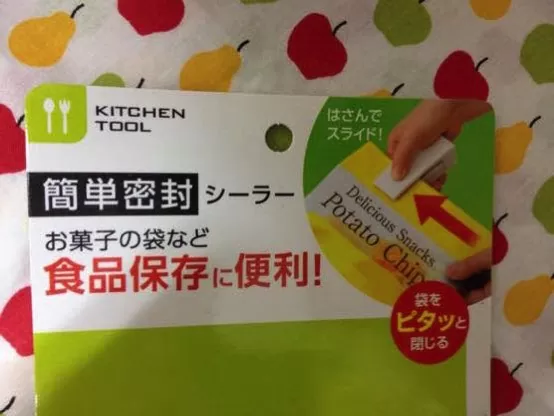 KITCHEN
TOOL
はさんで
スライド!
簡単密封 シーラー
お菓子の袋など
食品保存に便利!
Delicious Snacks,
Potato Chip
袋を
ピタッと
閉じる